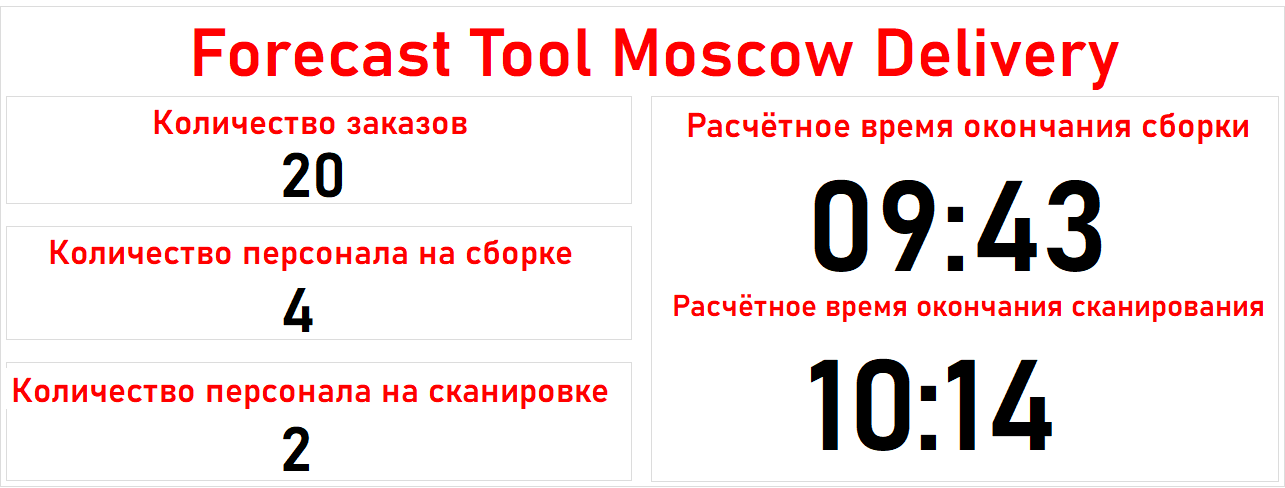 Forecast Tool Moscow Delivery
Количество заказов
20
Количество персонала на сборке
4
Количество персонала на сканировке
2
Расчётное время окончания сборки
09:43
Расчётное время окончания сканирования
10:14